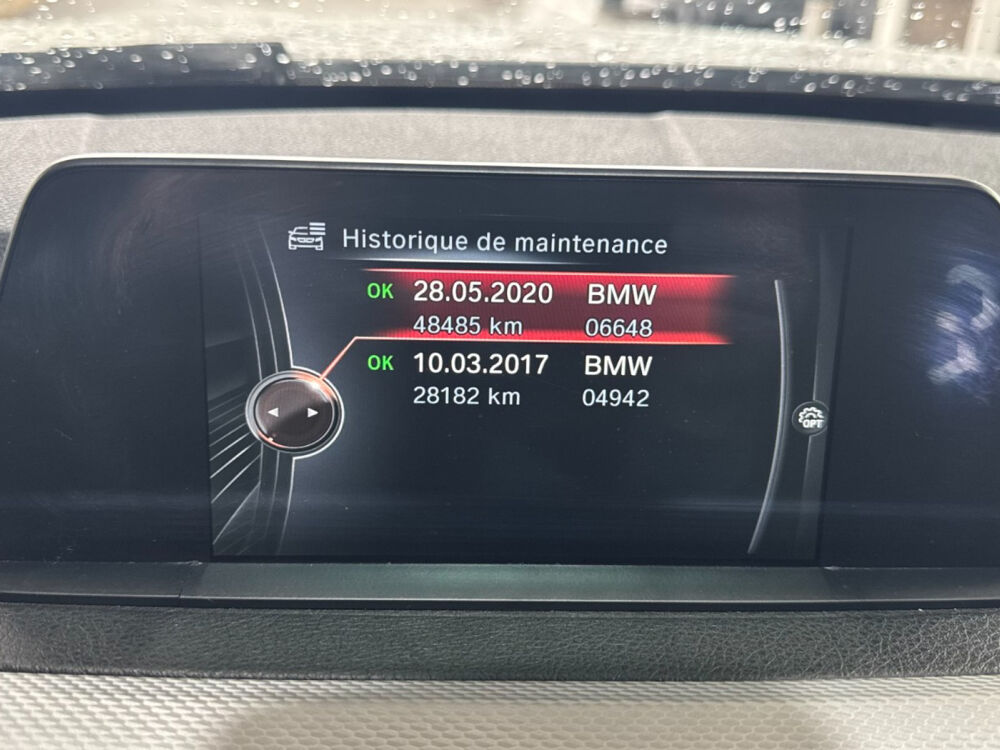 Historique de maintenance
OK 28.05.2020 BMW
48485 km 06648
OK 10.03.2017 BMW
28182 km 04942
OPT